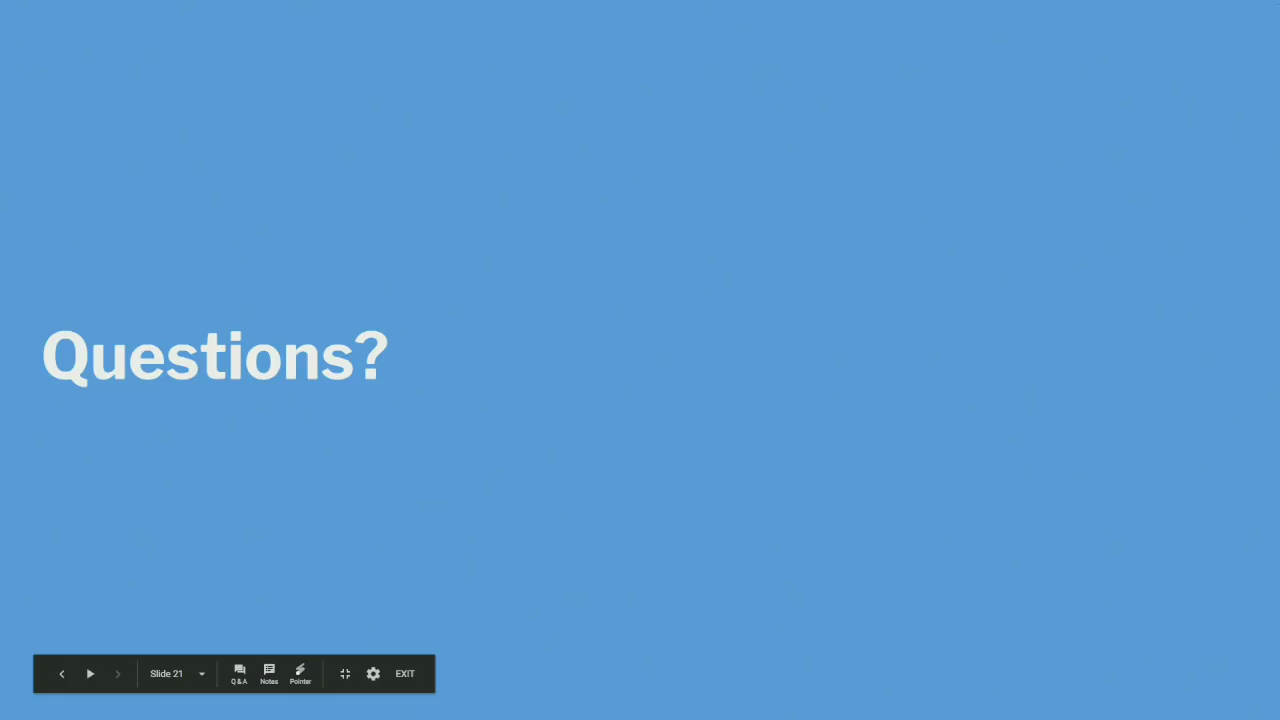 Questions?
Slide 21
Q & A
Notes
Pointer
EXIT